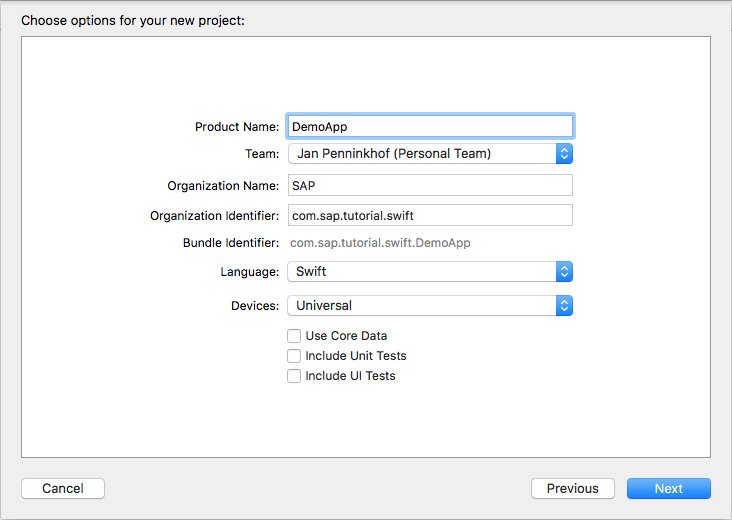 Choose options for your new project:
Product Name: DemoApp
Team: Jan Penninkhof (Personal Team)
Organization Name: SAP
Organization Identifier: com.sap.tutorial.swift
Bundle Identifier: com.sap.tutorial.swift.DemoApp
Language: Swift
Devices: Universal
Use Core Data
Include Unit Tests
Include UI Tests
Cancel Previous Next